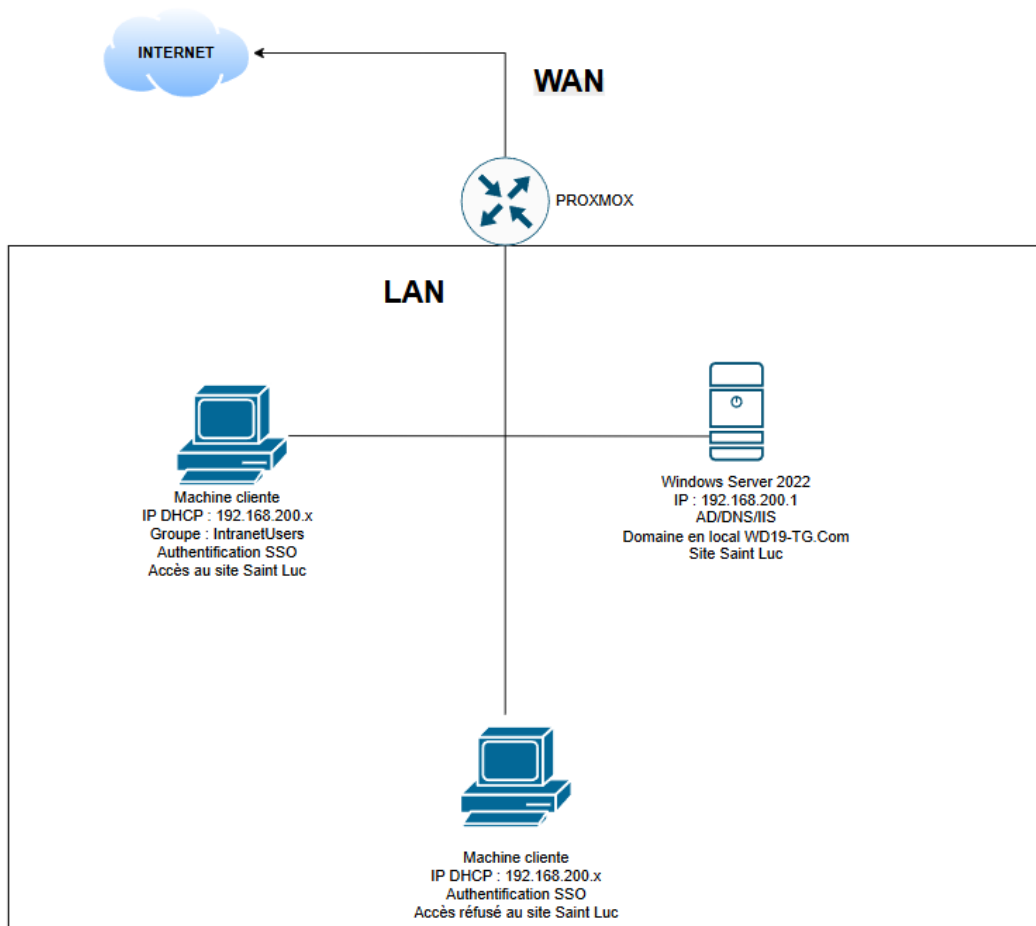 INTERNET
WAN
PROXMOX
LAN
Machine cliente
IP DHCP : 192.168.200.x
Groupe : IntranetUsers
Authentification SSO
Accès au site Saint Luc
Windows Server 2022
IP : 192.168.200.1
AD/DNS/IIS
Domaine en local WD19-TG.Com
Site Saint Luc
Machine cliente
IP DHCP : 192.168.200.x
Authentification SSO
Accès réfusé au site Saint Luc